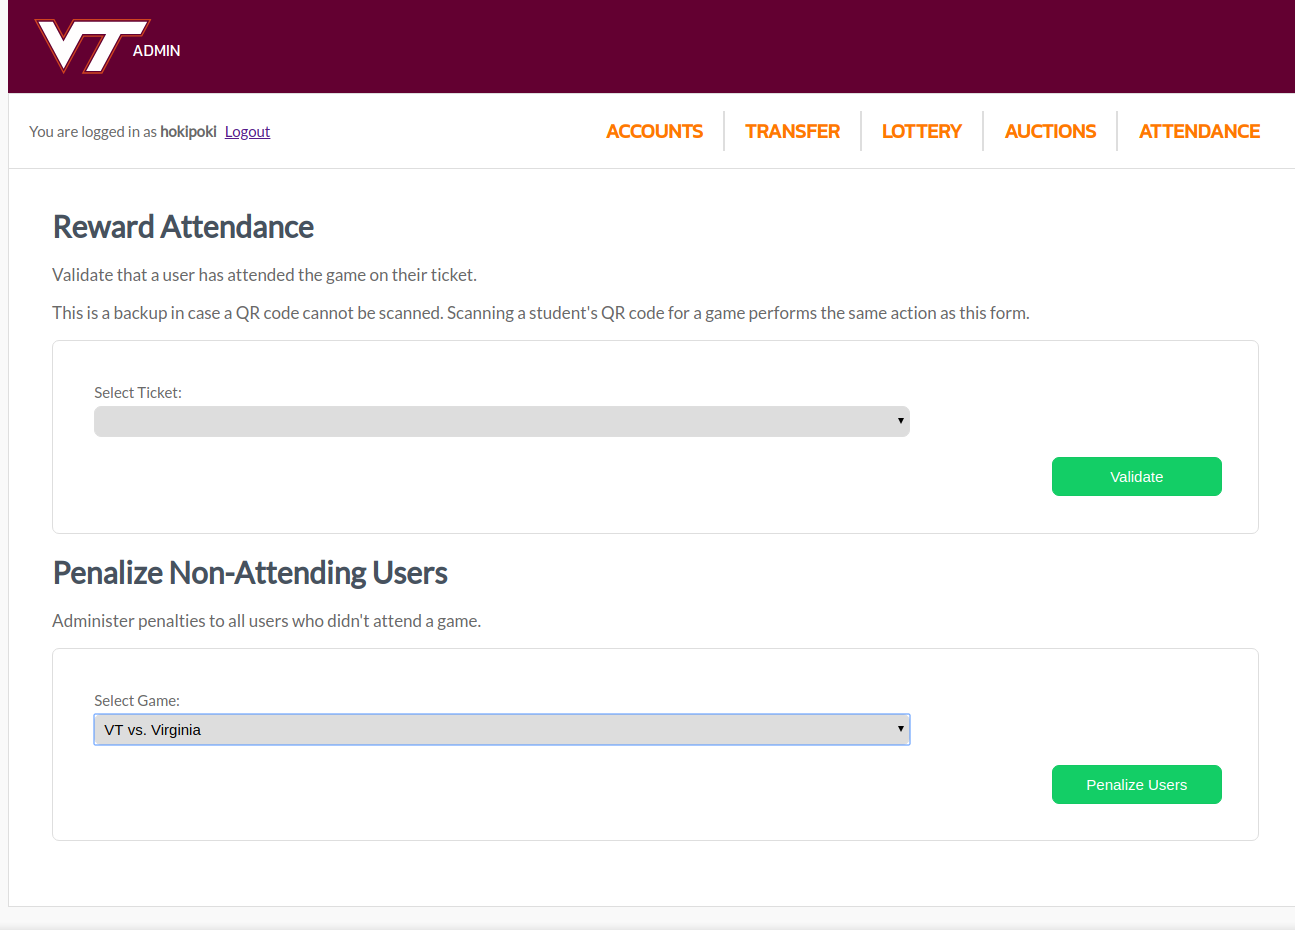 VT ADMIN
You are logged in as hokipoki Logout
ACCOUNTS TRANSFER LOTTERY AUCTIONS ATTENDANCE
Reward Attendance
Validate that a user has attended the game on their ticket.
This is a backup in case a QR code cannot be scanned. Scanning a student's QR code for a game performs the same action as this form.
Select Ticket:
Validate
Penalize Non-Attending Users
Administer penalties to all users who didn't attend a game.
Select Game:
VT vs. Virginia
Penalize Users